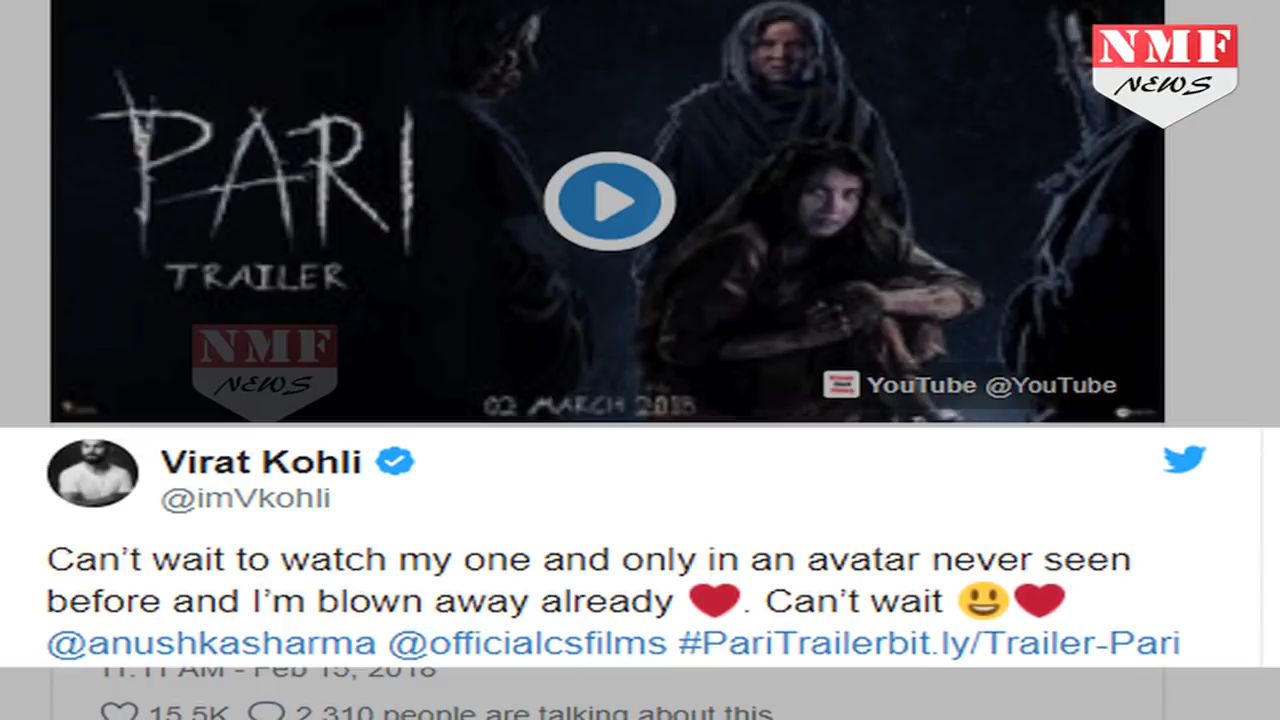 NMF
NEWS
PARI
TRAILER
NMF
NEWS
YouTube @YouTube
02 MARCH 2018
Virat Kohli
@imVkohli
Can’t wait to watch my one and only in an avatar never seen
before and I’m blown away already ❤️. Can’t wait 😃❤️
@anushkasharma @officialcsfilms #PariTrailerbit.ly/Trailer-Pari
11:11 AM - Feb 15, 2018
15.5K 2,310 people are talking about this